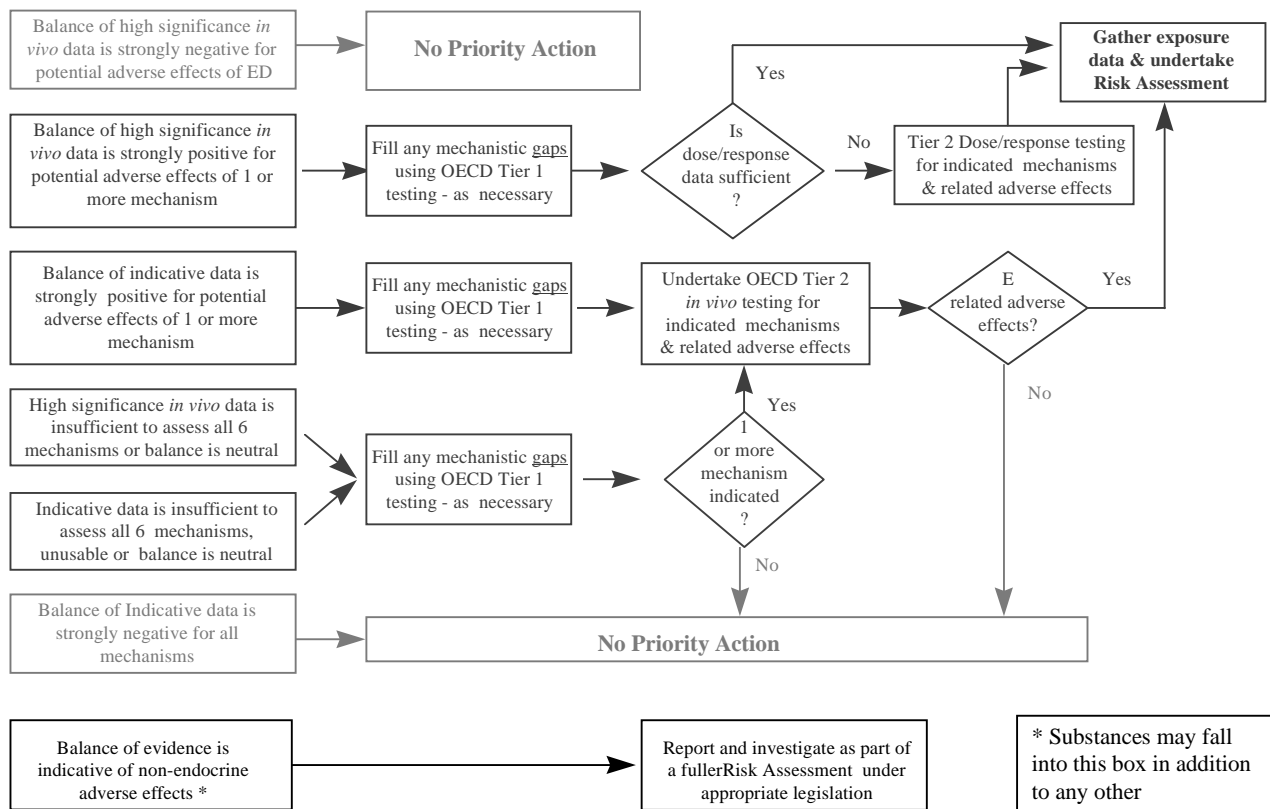 Balance of high significance in
vivo data is strongly negative for
potential adverse effects of ED
No Priority Action
Yes
Gather exposure
data & undertake
Risk Assessment
Balance of high significance in
vivo data is strongly positive for
potential adverse effects of 1 or
more mechanism
Fill any mechistic gaps
using OECD Tier 1
testing - as necessary
Is
dose/response
data sufficient
?
No
Tier 2 Dose/response testing
for indicated mechanisms
& related adverse effects
Balance of indicative data is
strongly positive for potential
adverse effects of 1 or more
mechanism
Fill any mechanistic gaps
using OECD Tier 1
testing - as necessary
Undertake OECD Tier 2
in vivo testing for
indicated mechanisms
& related adverse effects
E
related adverse
effects?
Yes
No
High significance in vivo data is
insufficient to assess all 6
mechanisms or balance is neutral
Indicative data is insufficient to
assess all 6 mechanisms,
unusable or balance is neutral
Fill any mechanistic gaps
using OECD Tier 1
testing - as necessary
Yes
1
or more
mechanism
indicated
?
No
Balance of Indicative data is
strongly negative for all
mechanisms
No Priority Action
Balance of evidence is
indicative of non-endocrine
adverse effects *
Report and investigate as part of
a fullerRisk Assessment under
appropriate legislation
* Substances may fall
into this box in addition
to any other